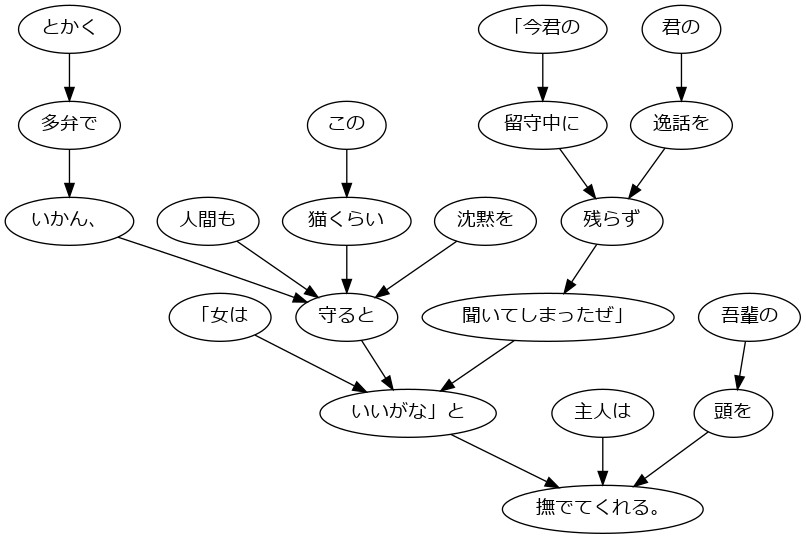 とかく 「今君の 君の
多弁で この 留守中に 逸話を
いかん、 人間も 猫くらい 沈黙を 残らず
「女は 守ると 聞いてしまったぜ」 吾輩の
いいがな」と 主人は 頭を
撫でてくれる。